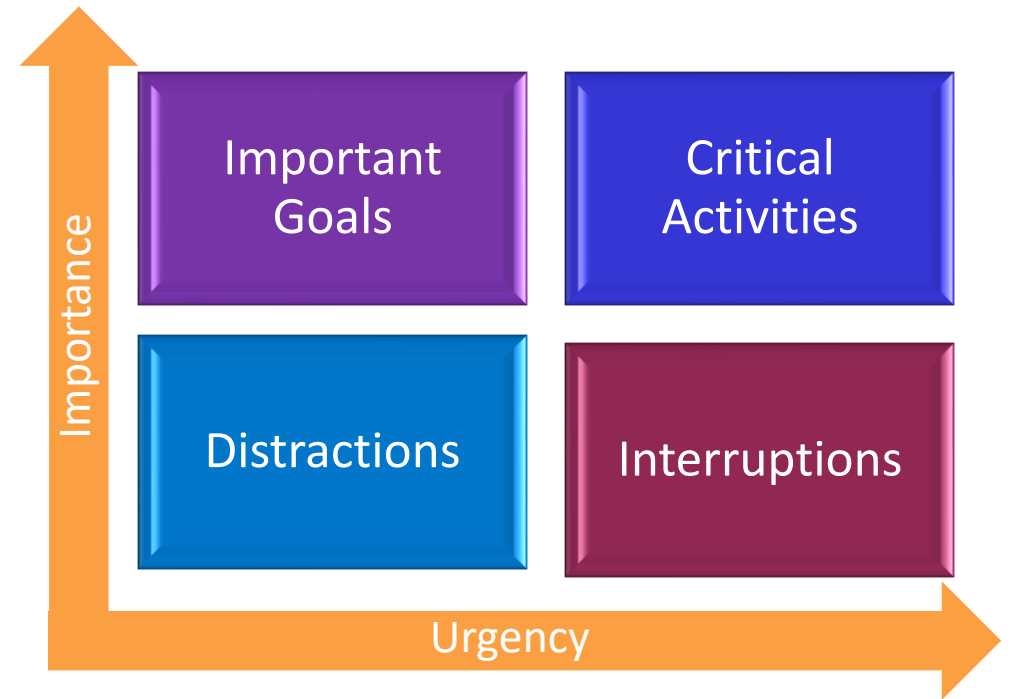 Important
Goals
Critical
Activities
Importance
Distractions
Interruptions
Urgency